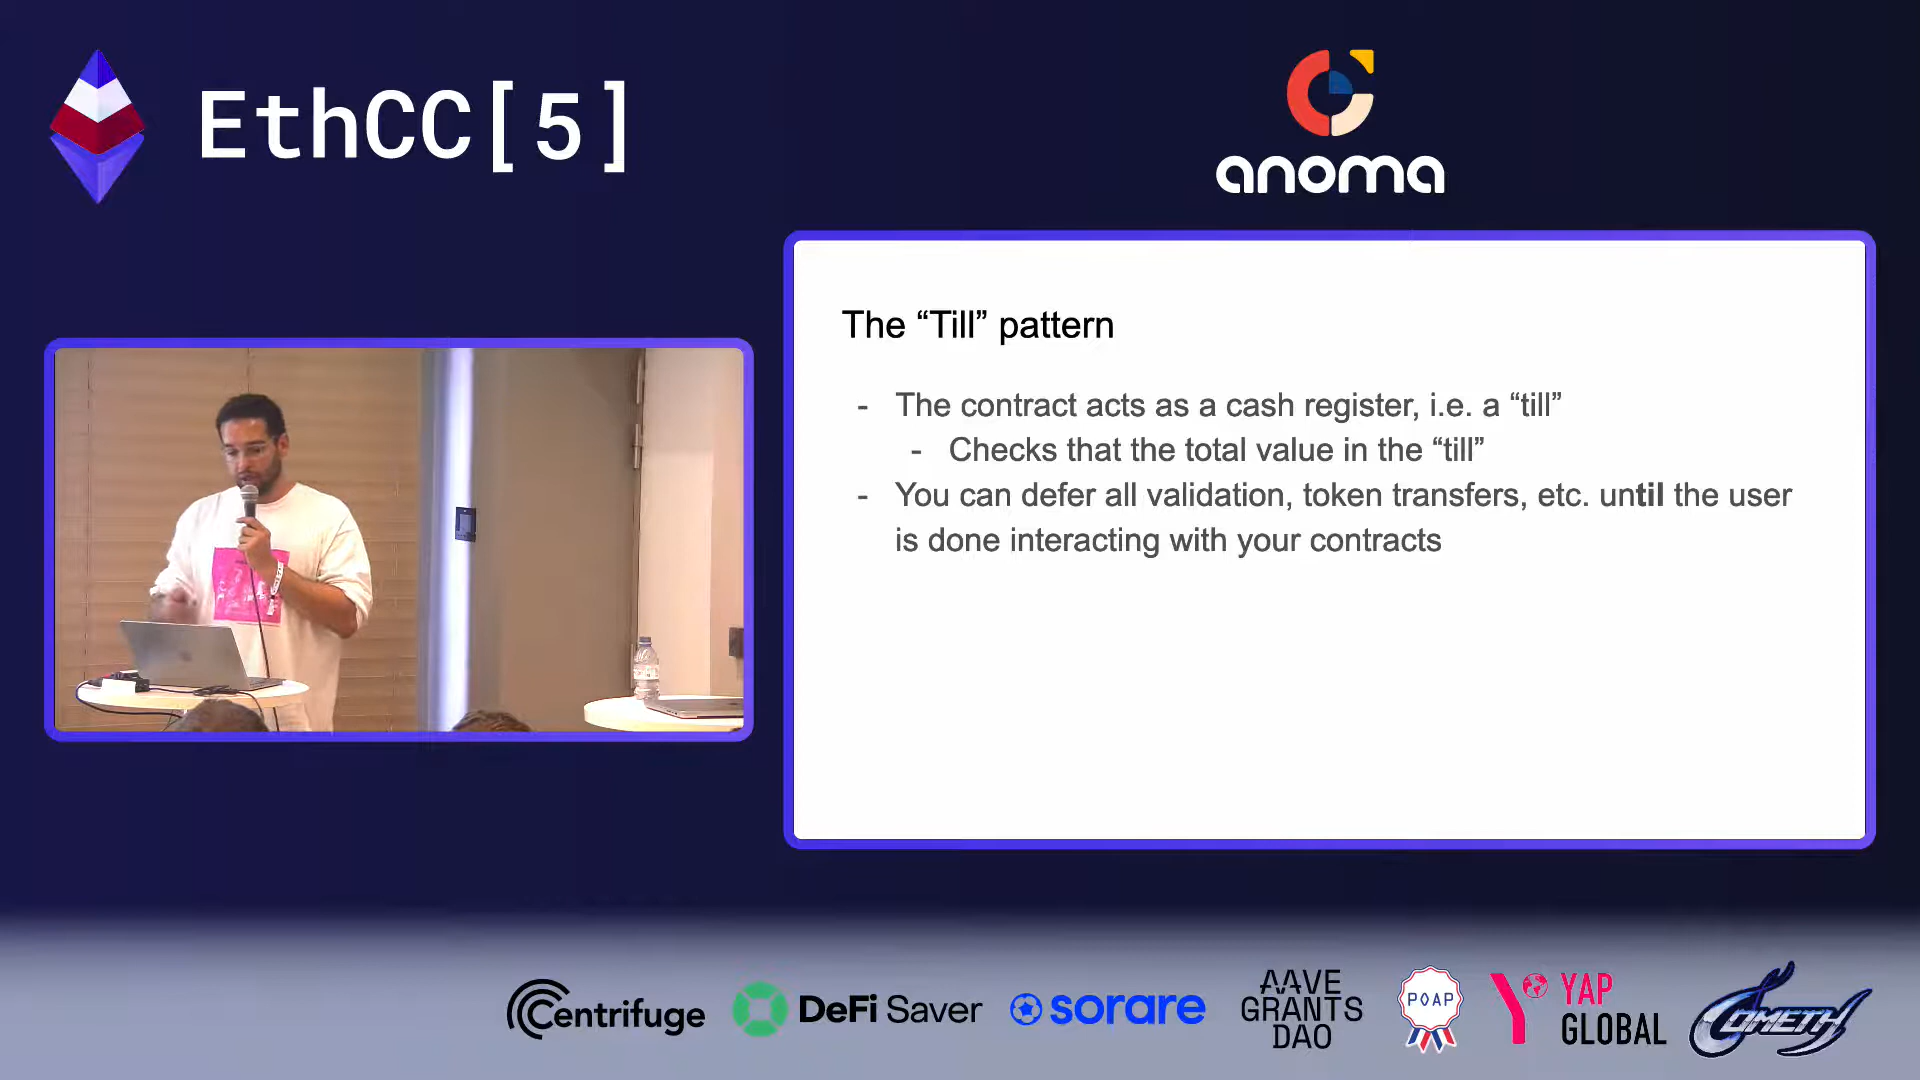 EthCC[5]
anoma
The “Till” pattern
- The contract acts as a cash register, i.e. a “till”
- Checks that the total value in the “till”
- You can defer all validation, token transfers, etc. until the user
is done interacting with your contracts
Centrifuge
DeFi Saver
sorare
AAVE
GRANTS
DAO
POAP
YAP
GLOBAL
COMETH